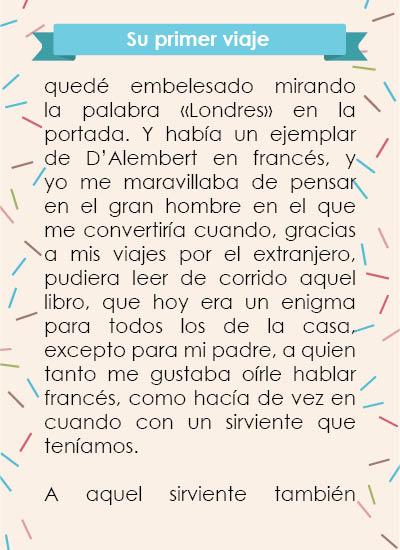 Su primer viaje
quedé embelesado mirando
la palabra «Londres» en la
portada. Y había un ejemplar
de D'Alembert en francés, y
yo me maravillaba de pensar
en el gran hombre en el que
me convertiría cuando, gracias
a mis viajes por el extranjero,
pudiera leer de corrido aquel
libro, que hoy era un enigma
para todos los de la casa,
excepto para mi padre, a quien
tanto me gustaba oírle hablar
francés, como hacía de vez en
cuando con un sirviente que
teníamos.
A aquel sirviente también